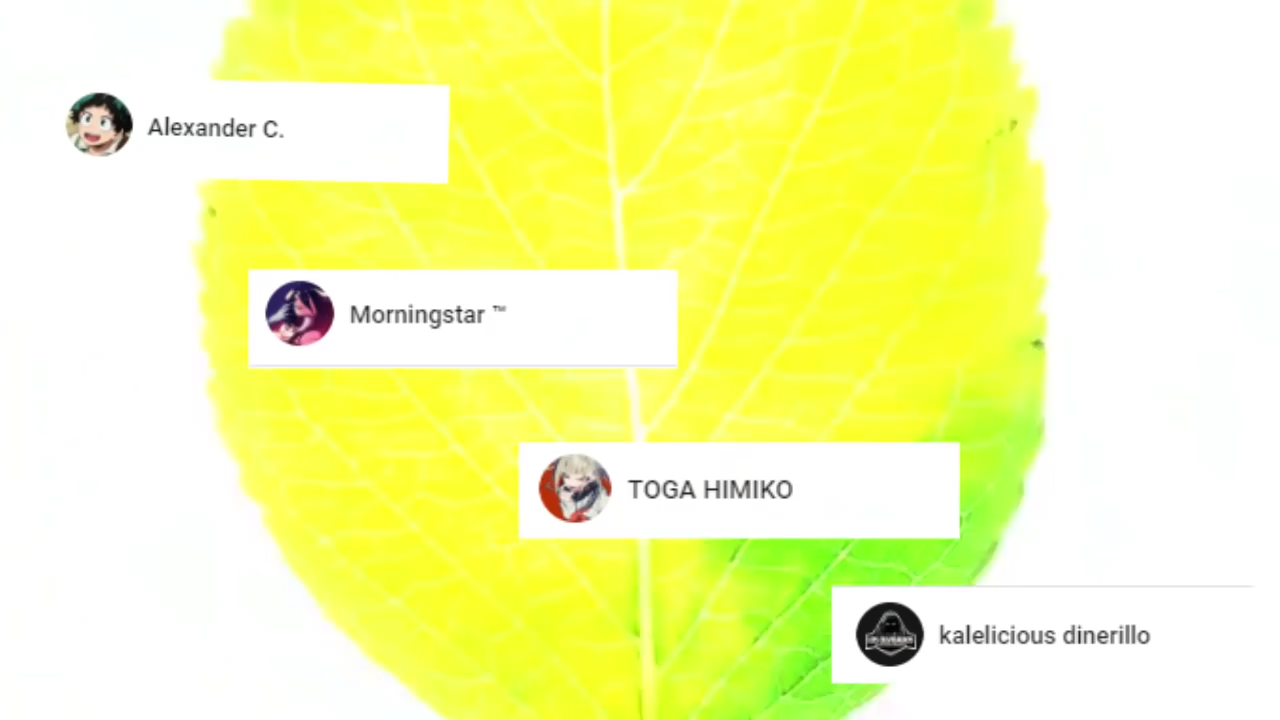 Alexander C.
Morningstar ™
TOGA HIMIKO
kalelicious dinerillo